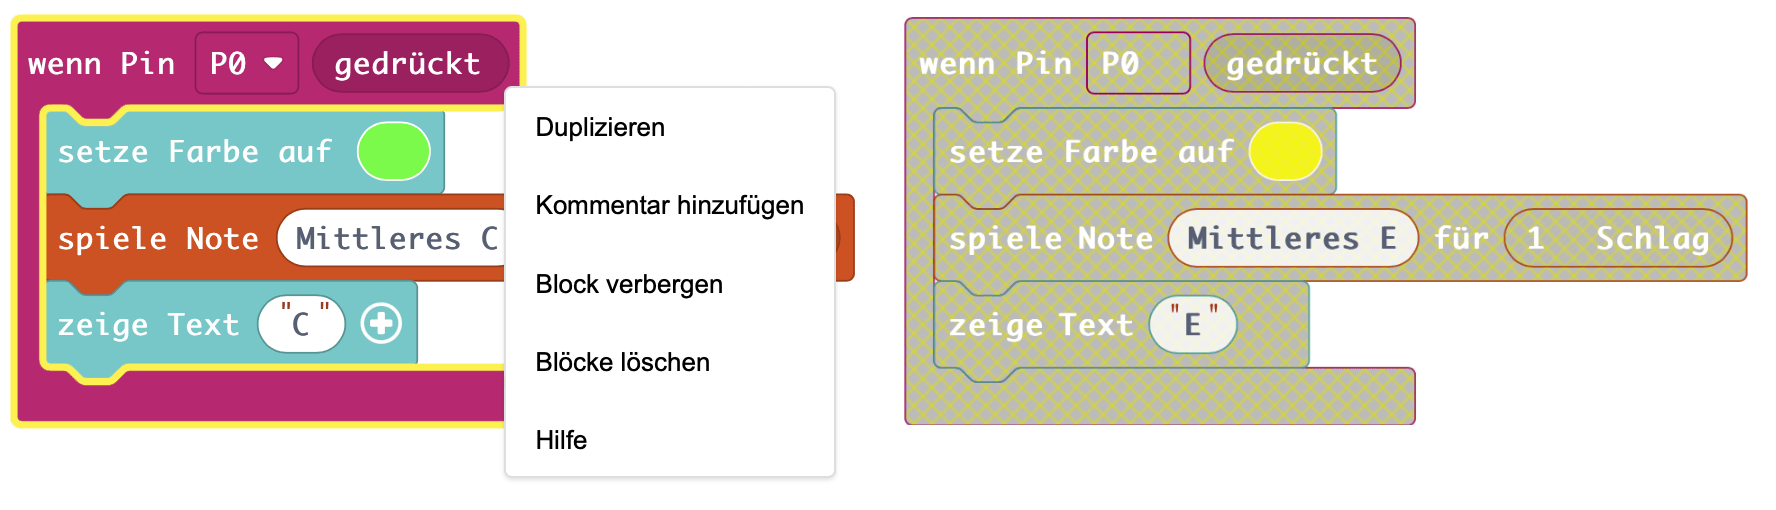 wenn Pin P0 gedrückt
setze Farbe auf
spiele Note Mittleres C
zeige Text "C"
Duplizieren
Kommentar hinzufügen
Block verbergen
Blöcke löschen
Hilfe
wenn Pin P0 gedrückt
setze Farbe auf
spiele Note Mittleres E für 1 Schlag
zeige Text "E"